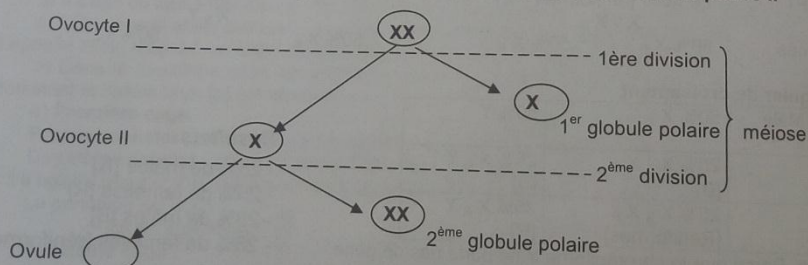 Ovocyte I
XX
1ère division
X
1er globule polaire
méiose
Ovocyte II
X
2ème division
XX
2ème globule polaire
Ovule